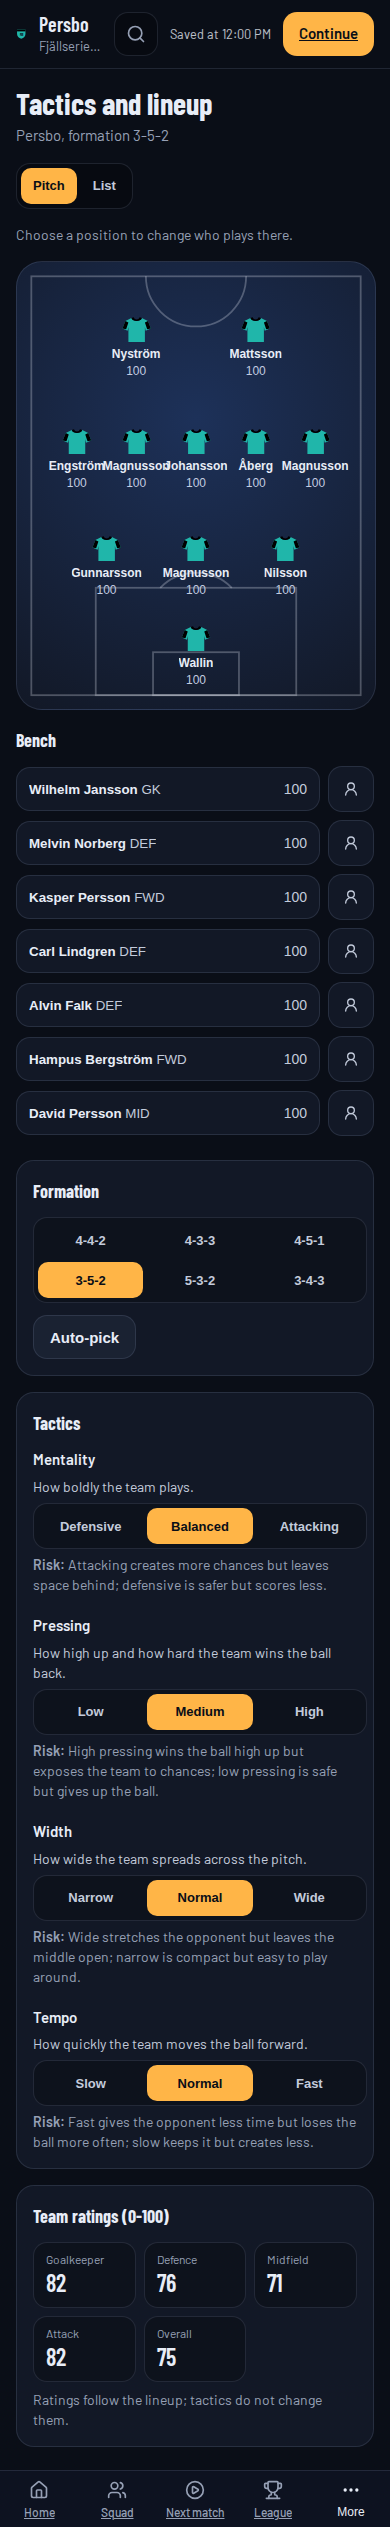 Persbo
Fjällserie...
Saved at 12:00 PM
Continue
Tactics and lineup
Persbo, formation 3-5-2
Pitch List
Choose a position to change who plays there.
Nyström Mattsson
100 100
Engström Magnusson Johansson Åberg Magnusson
100 100 100 100 100
Gunnarsson Magnusson Nilsson
100 100 100
Wallin
100
Bench
Wilhelm Jansson GK 100
Melvin Norberg DEF 100
Kasper Persson FWD 100
Carl Lindgren DEF 100
Alvin Falk DEF 100
Hampus Bergström FWD 100
David Persson MID 100
Formation
4-4-2 4-3-3 4-5-1
3-5-2 5-3-2 3-4-3
Auto-pick
Tactics
Mentality
How boldly the team plays.
Defensive Balanced Attacking
Risk: Attacking creates more chances but leaves
space behind; defensive is safer but scores less.
Pressing
How high up and how hard the team wins the ball
back.
Low Medium High
Risk: High pressing wins the ball high up but
exposes the team to chances; low pressing is safe
but gives up the ball.
Width
How wide the team spreads across the pitch.
Narrow Normal Wide
Risk: Wide stretches the opponent but leaves the
middle open; narrow is compact but easy to play
around.
Tempo
How quickly the team moves the ball forward.
Slow Normal Fast
Risk: Fast gives the opponent less time but loses the
ball more often; slow keeps it but creates less.
Team ratings (0-100)
Goalkeeper Defence Midfield
82 76 71
Attack Overall
82 75
Ratings follow the lineup; tactics do not change
them.
Home Squad Next match League More